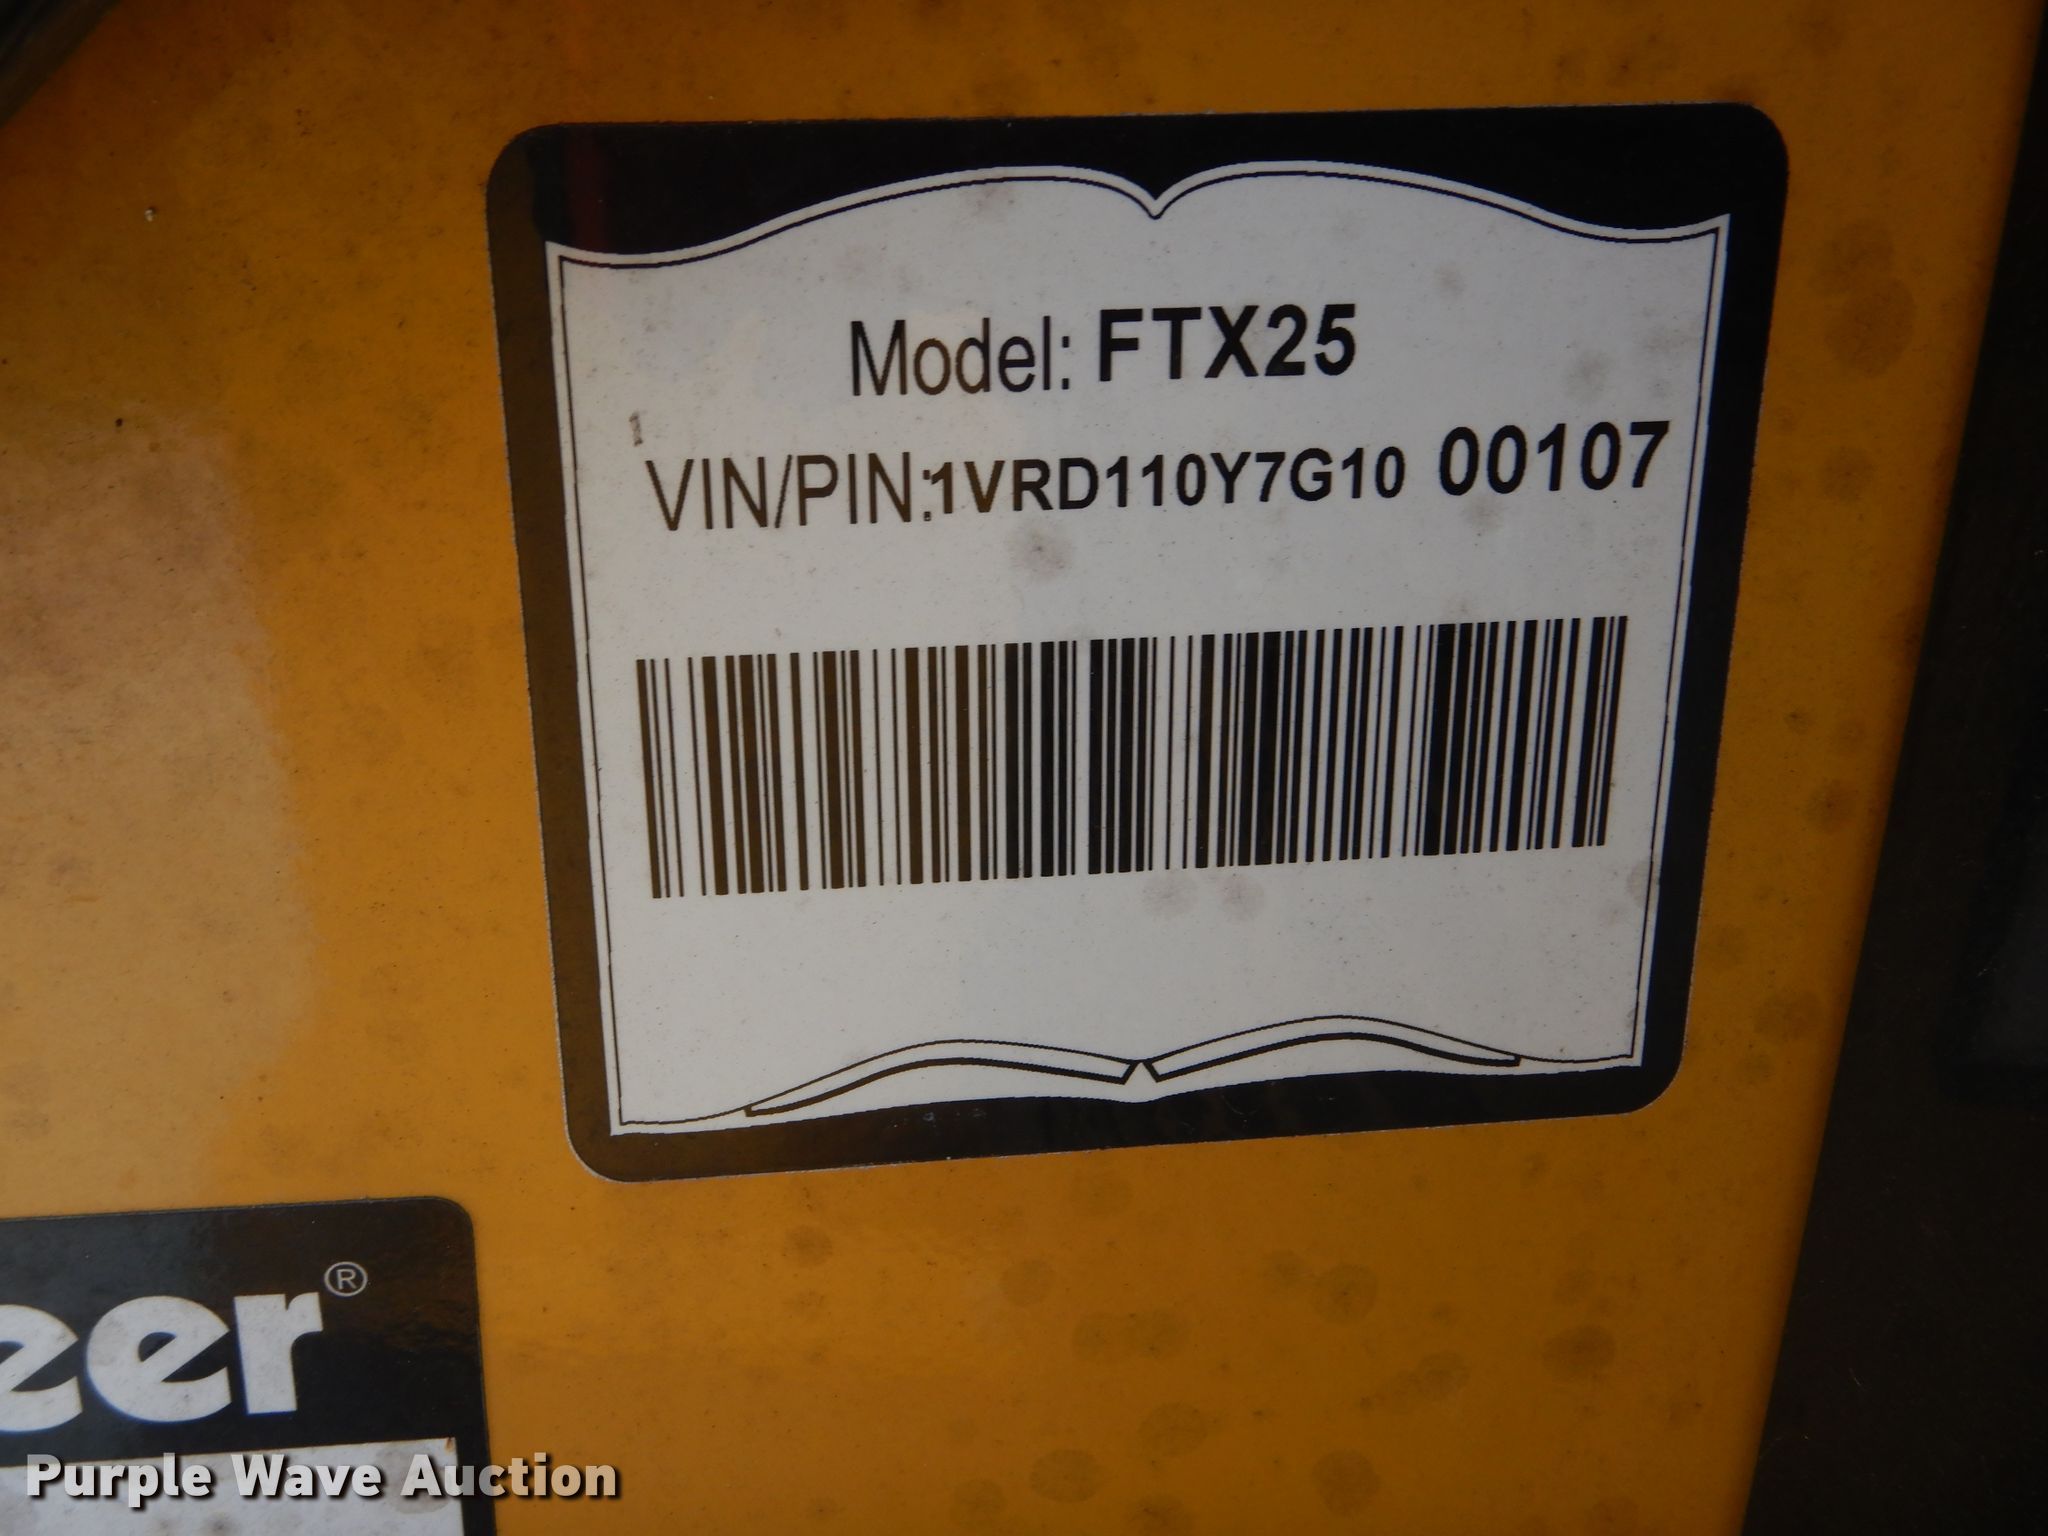 Model: FTX25
VIN/PIN:1VRD110Y7G10 00107
eer®
Purple Wave Auction